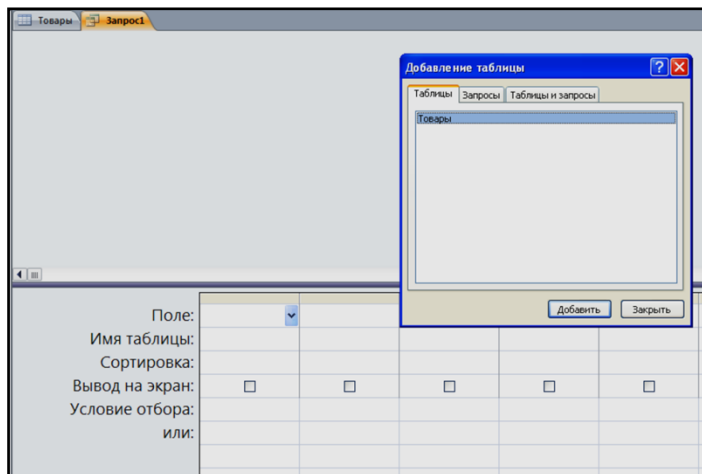 Товары Запрос1
Добавление таблицы
Таблицы Запросы Таблицы и запросы
Товары
Добавить Закрыть
Поле:
Имя таблицы:
Сортировка:
Вывод на экран:
Условие отбора:
или: